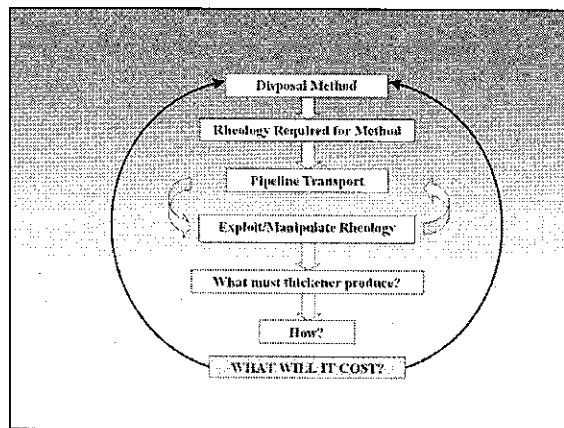 Disposal Method
Rheology Required for Method
Pipeline Transport
Exploit/Manipulate Rheology
What must thickener produce?
How?
WHAT WILL IT COST?